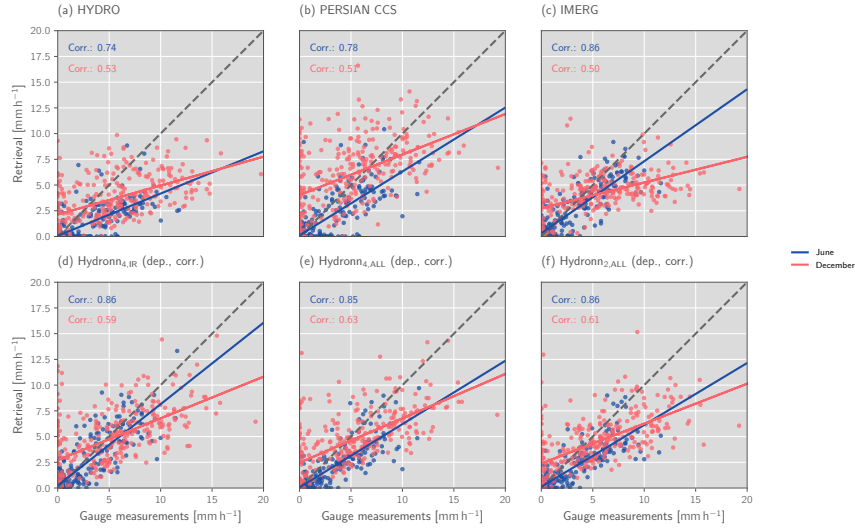 (a) HYDRO
(b) PERSIAN CCS
(c) IMERG
20.0
17.5
15.0
12.5
10.0
7.5
5.0
2.5
0.0
Retrieval [mm h⁻¹]
Corr.: 0.74
Corr.: 0.53
Corr.: 0.78
Corr.: 0.51
Corr.: 0.86
Corr.: 0.50
June
December
(d) Hydronn₄,IR (dep., corr.)
(e) Hydronn₄,ALL (dep., corr.)
(f) Hydronn₂,ALL (dep., corr.)
20.0
17.5
15.0
12.5
10.0
7.5
5.0
2.5
0.0
Retrieval [mm h⁻¹]
Corr.: 0.86
Corr.: 0.59
Corr.: 0.85
Corr.: 0.63
Corr.: 0.86
Corr.: 0.61
0 5 10 15 20
0 5 10 15 20
0 5 10 15 20
Gauge measurements [mm h⁻¹]
Gauge measurements [mm h⁻¹]
Gauge measurements [mm h⁻¹]